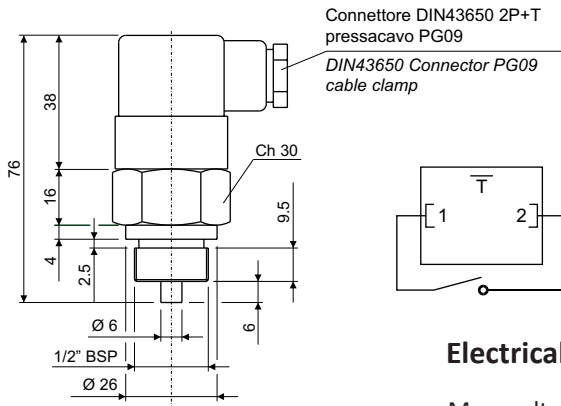 Connettore DIN43650 2P+T
pressacavo PG09
DIN43650 Connector PG09
cable clamp
38
76
Ch 30
16
9.5
4
2.5
6
Ø 6
1/2" BSP
Ø 26
T
1 2
Electrical